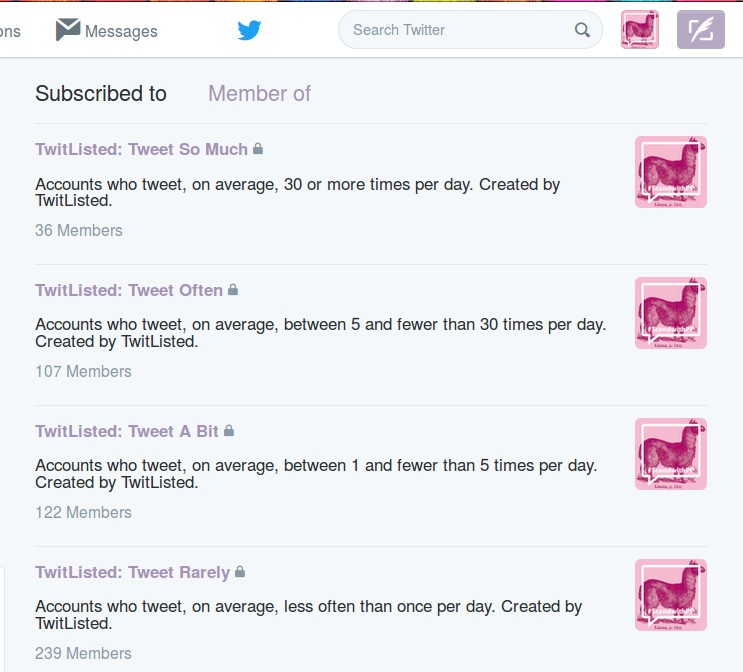 ons
Messages
Search Twitter
Subscribed to
Member of
TwitListed: Tweet So Much
Accounts who tweet, on average, 30 or more times per day. Created by
TwitListed.
36 Members
TwitListed: Tweet Often
Accounts who tweet, on average, between 5 and fewer than 30 times per day.
Created by TwitListed.
107 Members
TwitListed: Tweet A Bit
Accounts who tweet, on average, between 1 and fewer than 5 times per day.
Created by TwitListed.
122 Members
TwitListed: Tweet Rarely
Accounts who tweet, on average, less often than once per day. Created by
TwitListed.
239 Members